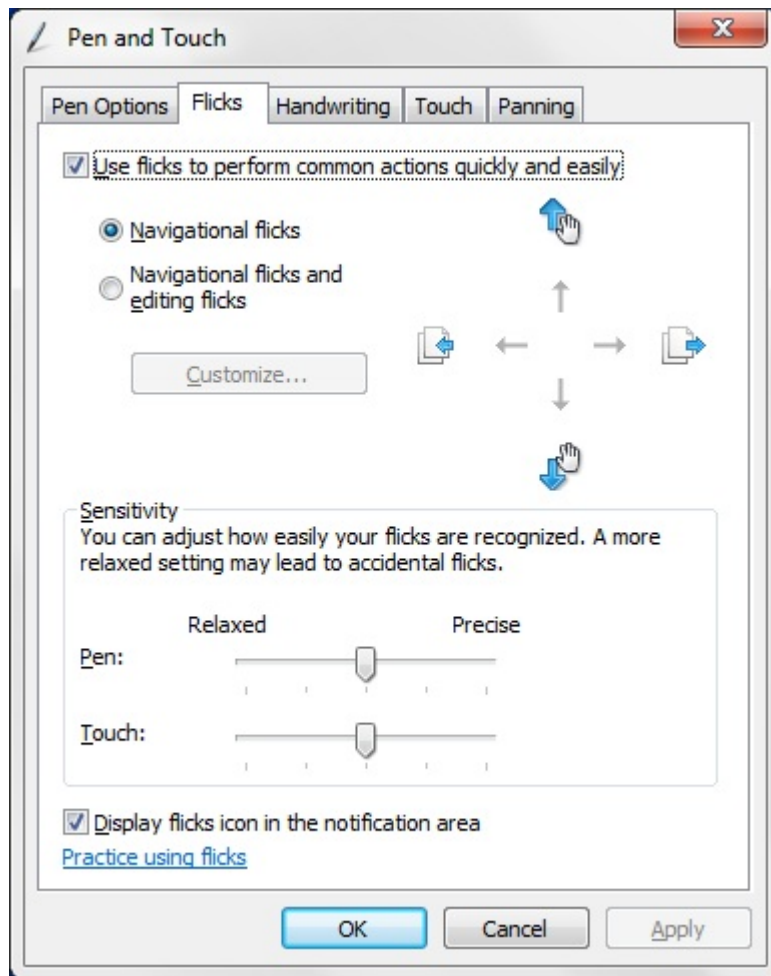 Pen and Touch
Pen Options Flicks Handwriting Touch Panning
Use flicks to perform common actions quickly and easily
Navigational flicks
Navigational flicks and
editing flicks
Customize...
Sensitivity
You can adjust how easily your flicks are recognized. A more
relaxed setting may lead to accidental flicks.
Relaxed Precise
Pen:
Touch:
Display flicks icon in the notification area
Practice using flicks
OK Cancel Apply